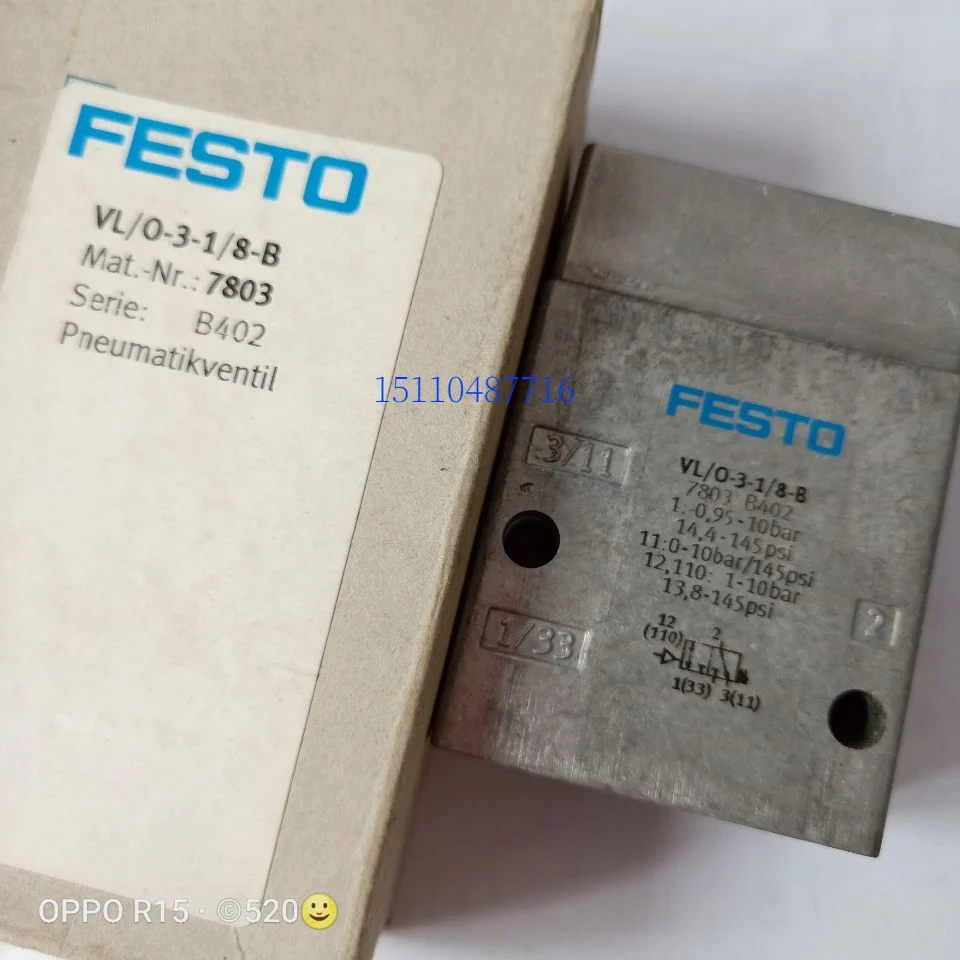 FESTO
VL/O-3-1/8-B
Mat.-Nr.: 7803
Serie: B402
Pneumatikventil
15110487716
FESTO
3/11
VL/O-3-1/8-B
7803 B402
1:-0,95-10bar
14,4-145psi
11:0-10bar/145psi
12,110: 1-10bar
13,8-145psi
1/33
2
12
(110)
2
1(33) 3(11)
OPPO R15 · ©520